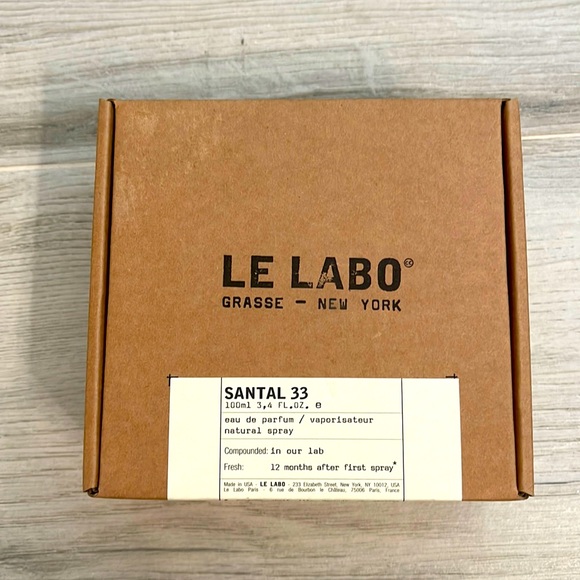 LE LABO
GRASSE — NEW YORK
SANTAL 33
100ml 3,4 FL.OZ. e
eau de parfum / vaporisateur
natural spray
Compounded: in our lab
Fresh: 12 months after first spray*
Made in USA - LE LABO - 233 Elizabeth Street, New York, NY 10012, USA
Le Labo Paris - 6 rue de Bourbon le Château, 75006 Paris, France